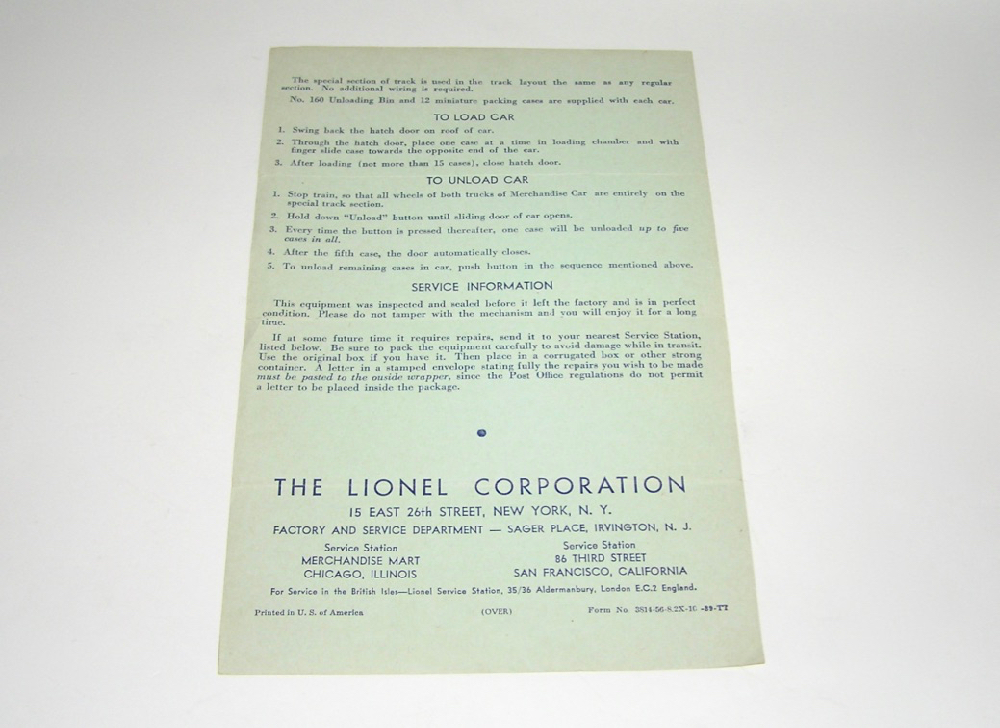 The special section of track is used in the track layout the same as any regular
section. No additional wiring is required.
No. 160 Unloading Bin and 12 miniature packing cases are supplied with each car.
TO LOAD CAR
1. Swing back the hatch door on roof of car.
2. Through the hatch door, place one case at a time in loading chamber and with
finger slide case towards the opposite end of the car.
3. After loading (not more than 15 cases), close hatch door.
TO UNLOAD CAR
1. Stop train, so that all wheels of both trucks of Merchandise Car are entirely on the
special track section.
2. Hold down "Unload" button until sliding door of car opens.
3. Every time the button is pressed thereafter, one case will be unloaded up to five
cases in all.
4. After the fifth case, the door automatically closes.
5. To unload remaining cases in car, push button in the sequence mentioned above.
SERVICE INFORMATION
This equipment was inspected and sealed before it left the factory and is in perfect
condition. Please do not tamper with the mechanism and you will enjoy it for a long
time.
If at some future time it requires repairs, send it to your nearest Service Station,
listed below. Be sure to pack the equipment carefully to avoid damage while in transit.
Use the original box if you have it. Then place in a corrugated box or other strong
container. A letter in a stamped envelope stating fully the repairs you wish to be made
must be pasted to the ouside wrapper, since the Post Office regulations do not permit
a letter to be placed inside the package.
THE LIONEL CORPORATION
15 EAST 26th STREET, NEW YORK, N. Y.
FACTORY AND SERVICE DEPARTMENT — SAGER PLACE, IRVINGTON, N. J.
Service Station Service Station
MERCHANDISE MART 86 THIRD STREET
CHICAGO, ILLINOIS SAN FRANCISCO, CALIFORNIA
For Service in the British Isles—Lionel Service Station, 35/36 Aldermanbury, London E.C.2 England.
Printed in U. S. of America (OVER) Form No 3814-56-8.2X-10 -39-TT